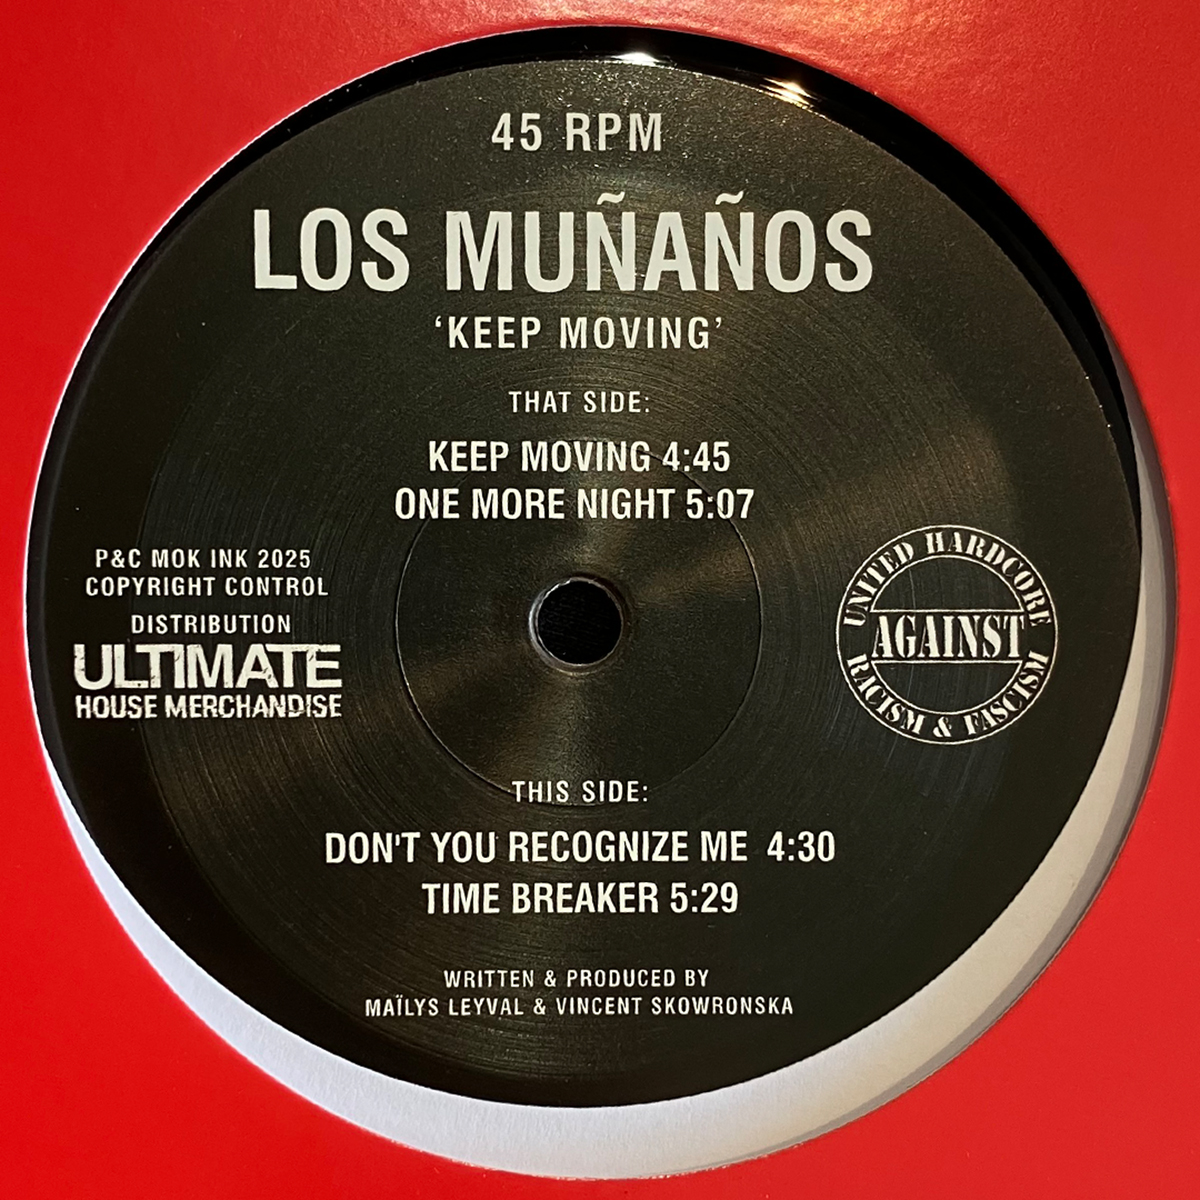 45 RPM
LOS MUÑAÑOS
‘KEEP MOVING’
THAT SIDE:
KEEP MOVING 4:45
ONE MORE NIGHT 5:07
P&C MOK INK 2025
COPYRIGHT CONTROL
DISTRIBUTION
ULTIMATE
HOUSE MERCHANDISE
UNITED HARDCORE
AGAINST
RACISM & FASCISM
THIS SIDE:
DON'T YOU RECOGNIZE ME 4:30
TIME BREAKER 5:29
WRITTEN & PRODUCED BY
MAÏLYS LEYVAL & VINCENT SKOWRONSKA